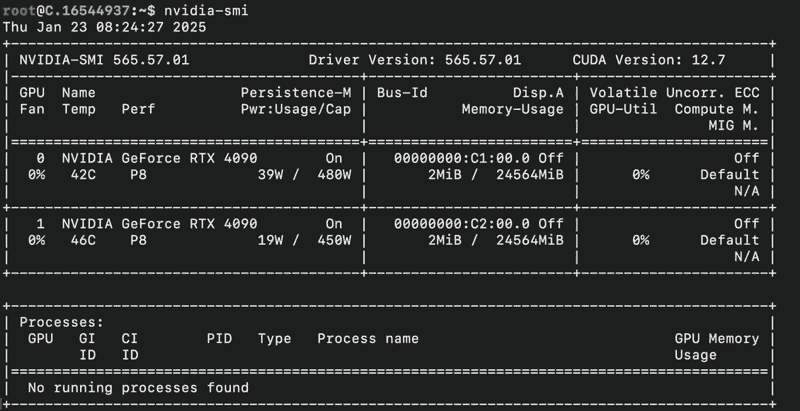 root@C.16544937:~$ nvidia-smi
Thu Jan 23 08:24:27 2025
+-----------------------------------------------------------------------------------------+
| NVIDIA-SMI 565.57.01              Driver Version: 565.57.01      CUDA Version: 12.7     |
|-----------------------------------------+------------------------+----------------------+
| GPU  Name                 Persistence-M | Bus-Id          Disp.A | Volatile Uncorr. ECC |
| Fan  Temp   Perf          Pwr:Usage/Cap |           Memory-Usage | GPU-Util  Compute M. |
|                                         |                        |               MIG M. |
|=========================================+========================+======================|
|   0  NVIDIA GeForce RTX 4090        On  |   00000000:C1:00.0 Off |                  Off |
|  0%   42C    P8             39W /  480W |       2MiB /  24564MiB |      0%      Default |
|                                         |                        |                  N/A |
+-----------------------------------------+------------------------+----------------------+
|   1  NVIDIA GeForce RTX 4090        On  |   00000000:C2:00.0 Off |                  Off |
|  0%   46C    P8             19W /  450W |       2MiB /  24564MiB |      0%      Default |
|                                         |                        |                  N/A |
+-----------------------------------------+------------------------+----------------------+

+-----------------------------------------------------------------------------------------+
| Processes:                                                                              |
|  GPU   GI   CI        PID   Type   Process name                              GPU Memory |
|        ID   ID                                                               Usage      |
|=========================================================================================|
|  No running processes found                                                             |
+-----------------------------------------------------------------------------------------+